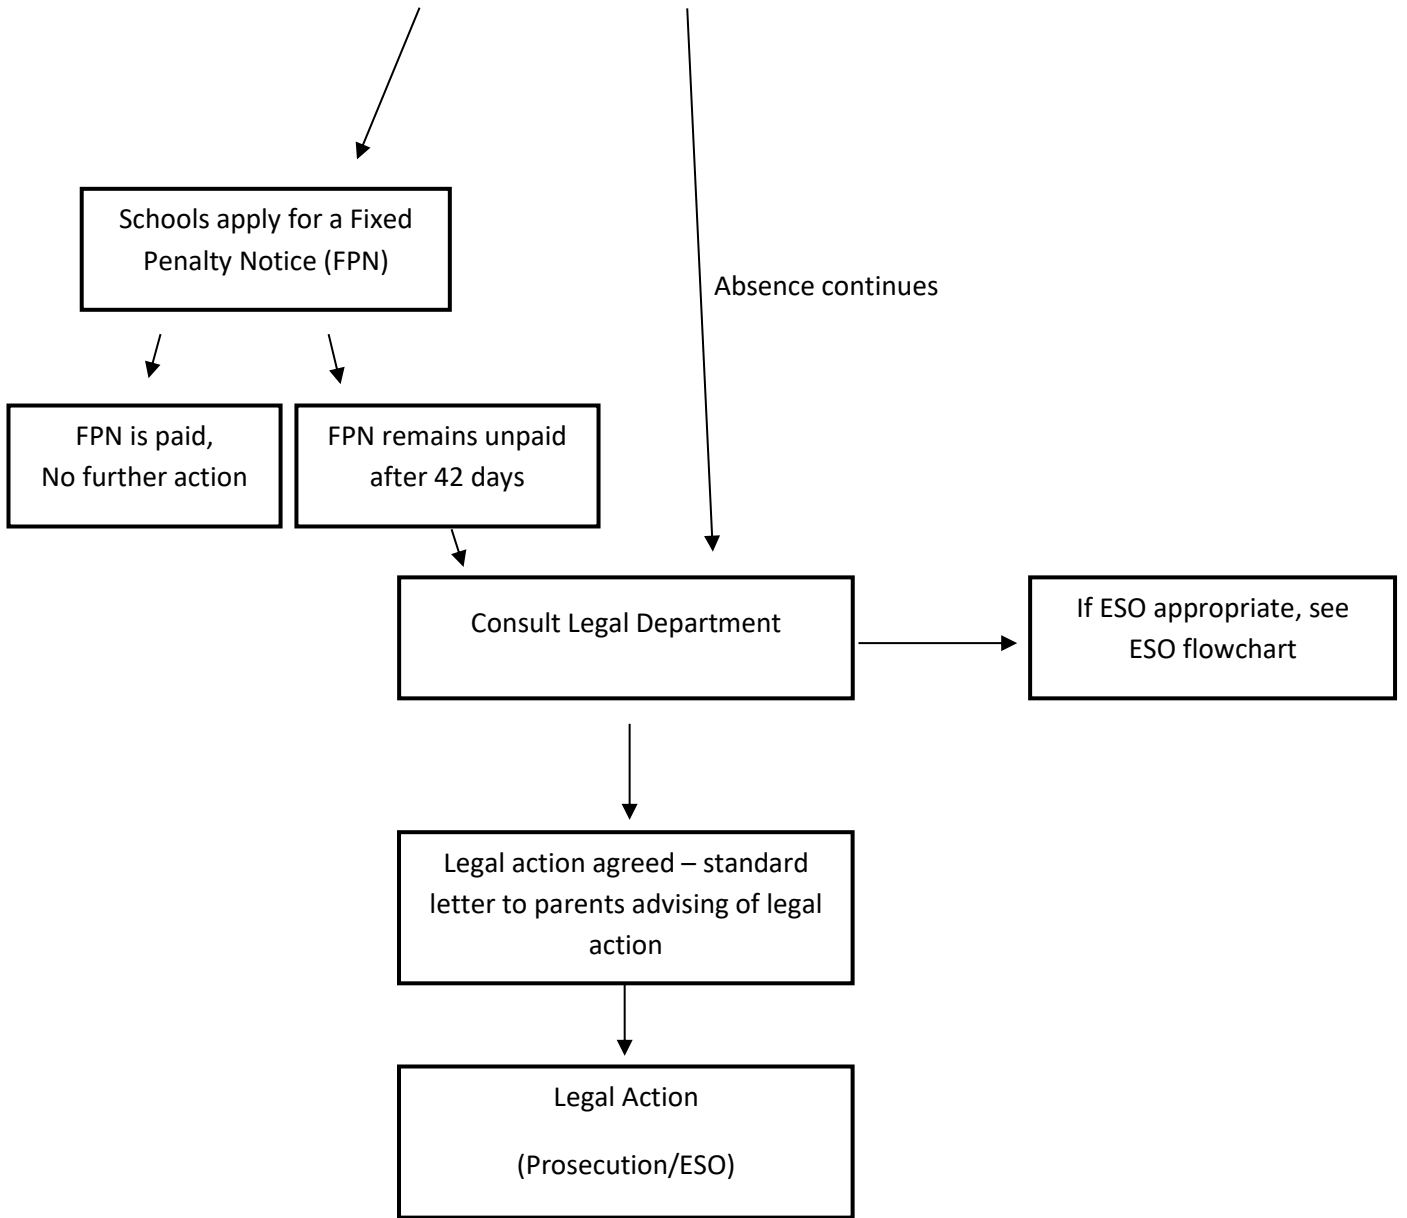 Schools apply for a Fixed
Penalty Notice (FPN)
Absence continues
FPN is paid,
No further action
FPN remains unpaid
after 42 days
Consult Legal Department
If ESO appropriate, see
ESO flowchart
Legal action agreed – standard
letter to parents advising of legal
action
Legal Action
(Prosecution/ESO)